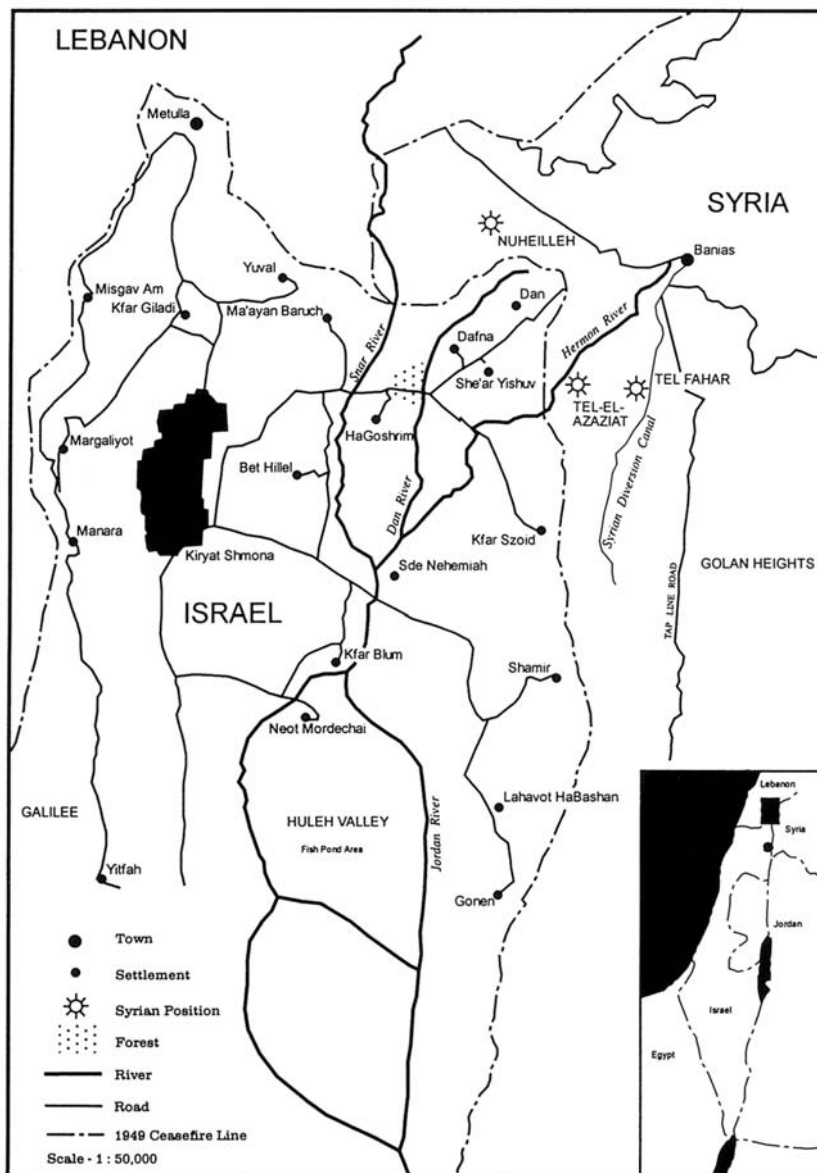 LEBANON
Metulla
SYRIA
NUHEILLEH
Banias
Yuval
Misgav Am
Kfar Giladi
Ma'ayan Baruch
Dan
Hermon River
Snar River
Dafna
She'ar Yishuv
TEL FAHAR
TEL-EL-
AZAZIAT
HaGoshrim
Margaliyot
Bet Hillel
Dan River
Syrian Diversion Canal
Manara
Kiryat Shmona
Kfar Szoid
Sde Nehemiah
GOLAN HEIGHTS
TAP LINE ROAD
ISRAEL
Kfar Blum
Shamir
Neot Mordechai
Jordan River
Lahavot HaBashan
GALILEE
HULEH VALLEY
Fish Pond Area
Yitfah
Gonen
Town
Settlement
Syrian Position
Forest
River
Road
1949 Ceasefire Line
Scale - 1 : 50,000
Lebanon
Syria
Jordan
Israel
Egypt